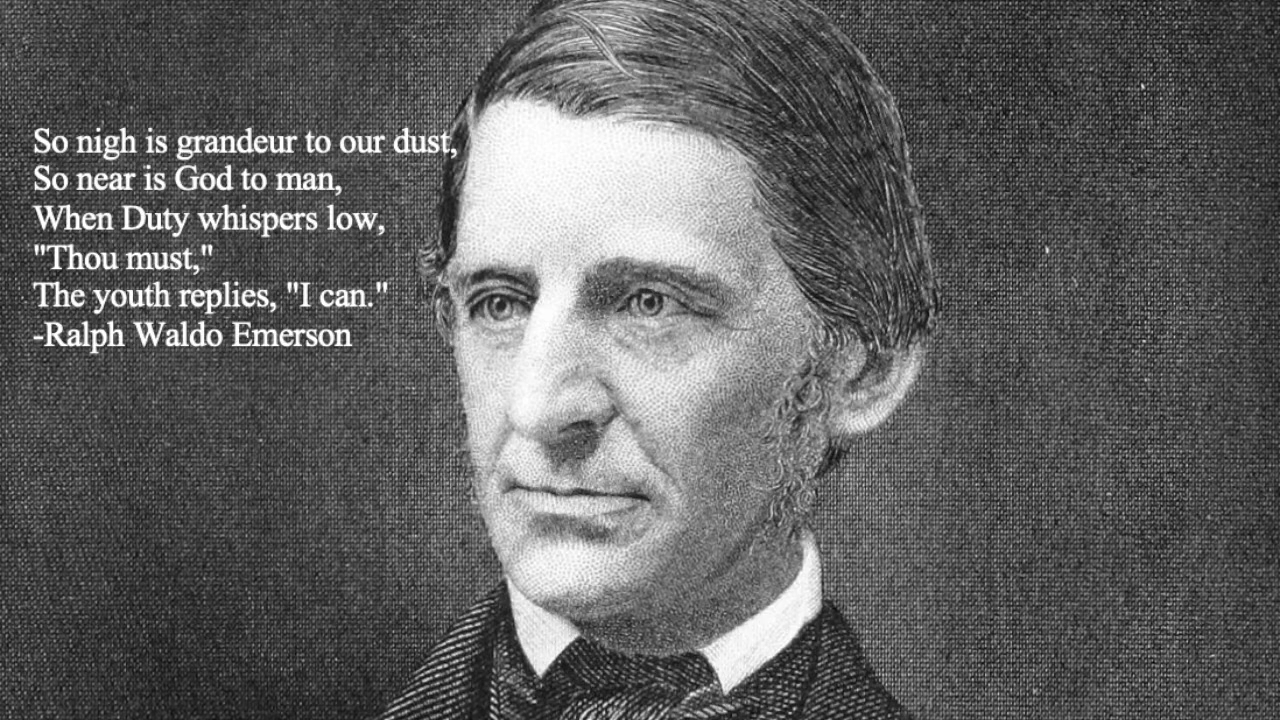 So nigh is grandeur to our dust,
So near is God to man,
When Duty whispers low,
"Thou must,"
The youth replies, "I can."
-Ralph Waldo Emerson